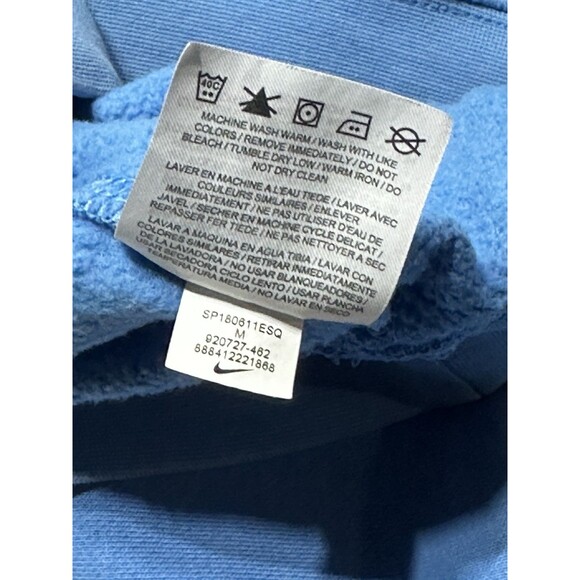 40C
MACHINE WASH WARM / WASH WITH LIKE
COLORS / REMOVE IMMEDIATELY / DO NOT
BLEACH / TUMBLE DRY LOW / WARM IRON / DO
NOT DRY CLEAN
LAVER EN MACHINE A L'EAU TIEDE / LAVER AVEC
COULEURS SIMILAIRES / ENLEVER
IMMEDIATEMENT / NE PAS UTILISER D'EAU DE
JAVEL / SECHER EN MACHINE CYCLE DELICAT /
REPASSER FER TIEDE / NE PAS NETTOYER A SEC
LAVAR A MAQUINA EN AGUA TIBIA / LAVAR CON
COLORES SIMILARES / RETIRAR IMMEDIATAMENTE
DE LA LAVADORA / NO USAR BLANQUEADORES /
USAR SECADORA CICLO LENTO / USAR PLANCHA
TEMPERATURA MEDIA / NO LAVAR EN SECO
SP180611ESQ
M
920727-462
888412221868